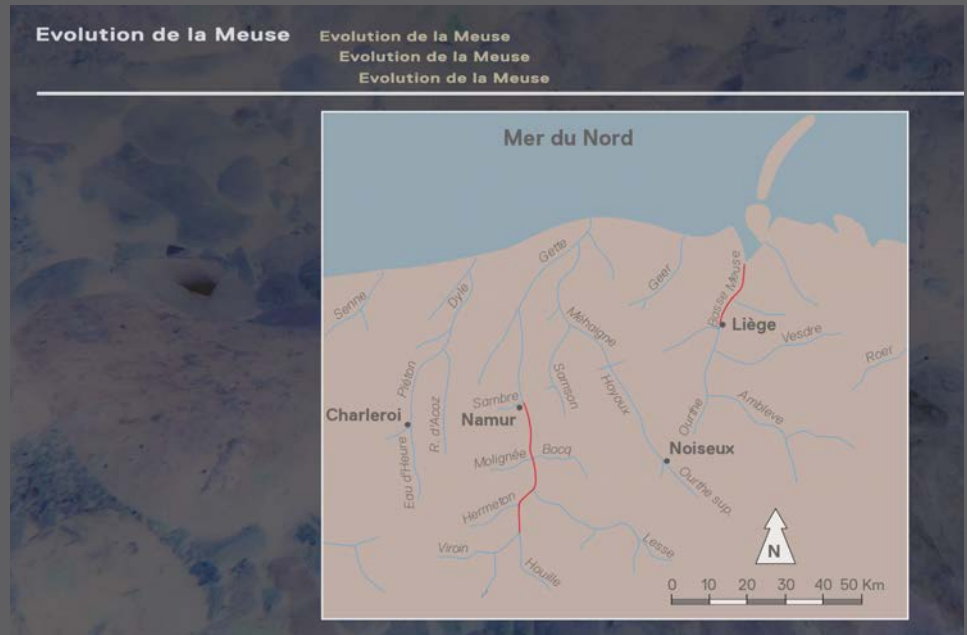 Evolution de la Meuse
Evolution de la Meuse
Evolution de la Meuse
Evolution de la Meuse
Mer du Nord
Senne
Dyle
Gette
Geer
Basse Meuse
Méhaigne
Liège
Vesdre
Roer
Piéton
Samson
Hoyoux
Sambre
Charleroi
Namur
R. d'Acoz
Ourthe
Amblève
Eau d'Heure
Molignée
Bocq
Noiseux
Ourthe sup.
Hermeton
Viroin
Lesse
Houille
N
0 10 20 30 40 50 Km